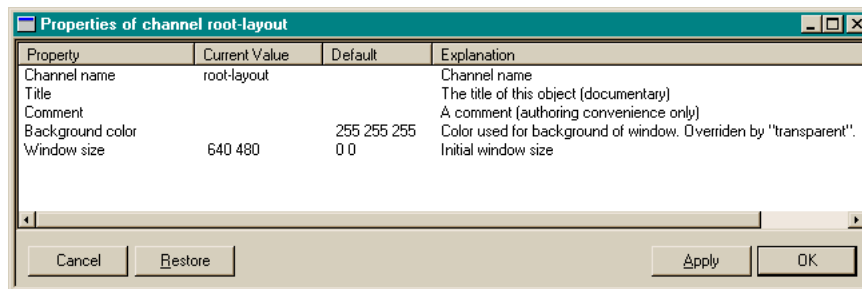 Properties of channel root-layout
Property Current Value Default Explanation
Channel name root-layout Channel name
Title The title of this object (documentary)
Comment A comment (authoring convenience only)
Background color 255 255 255 Color used for background of window. Overriden by "transparent".
Window size 640 480 0 0 Initial window size
Cancel Restore Apply OK